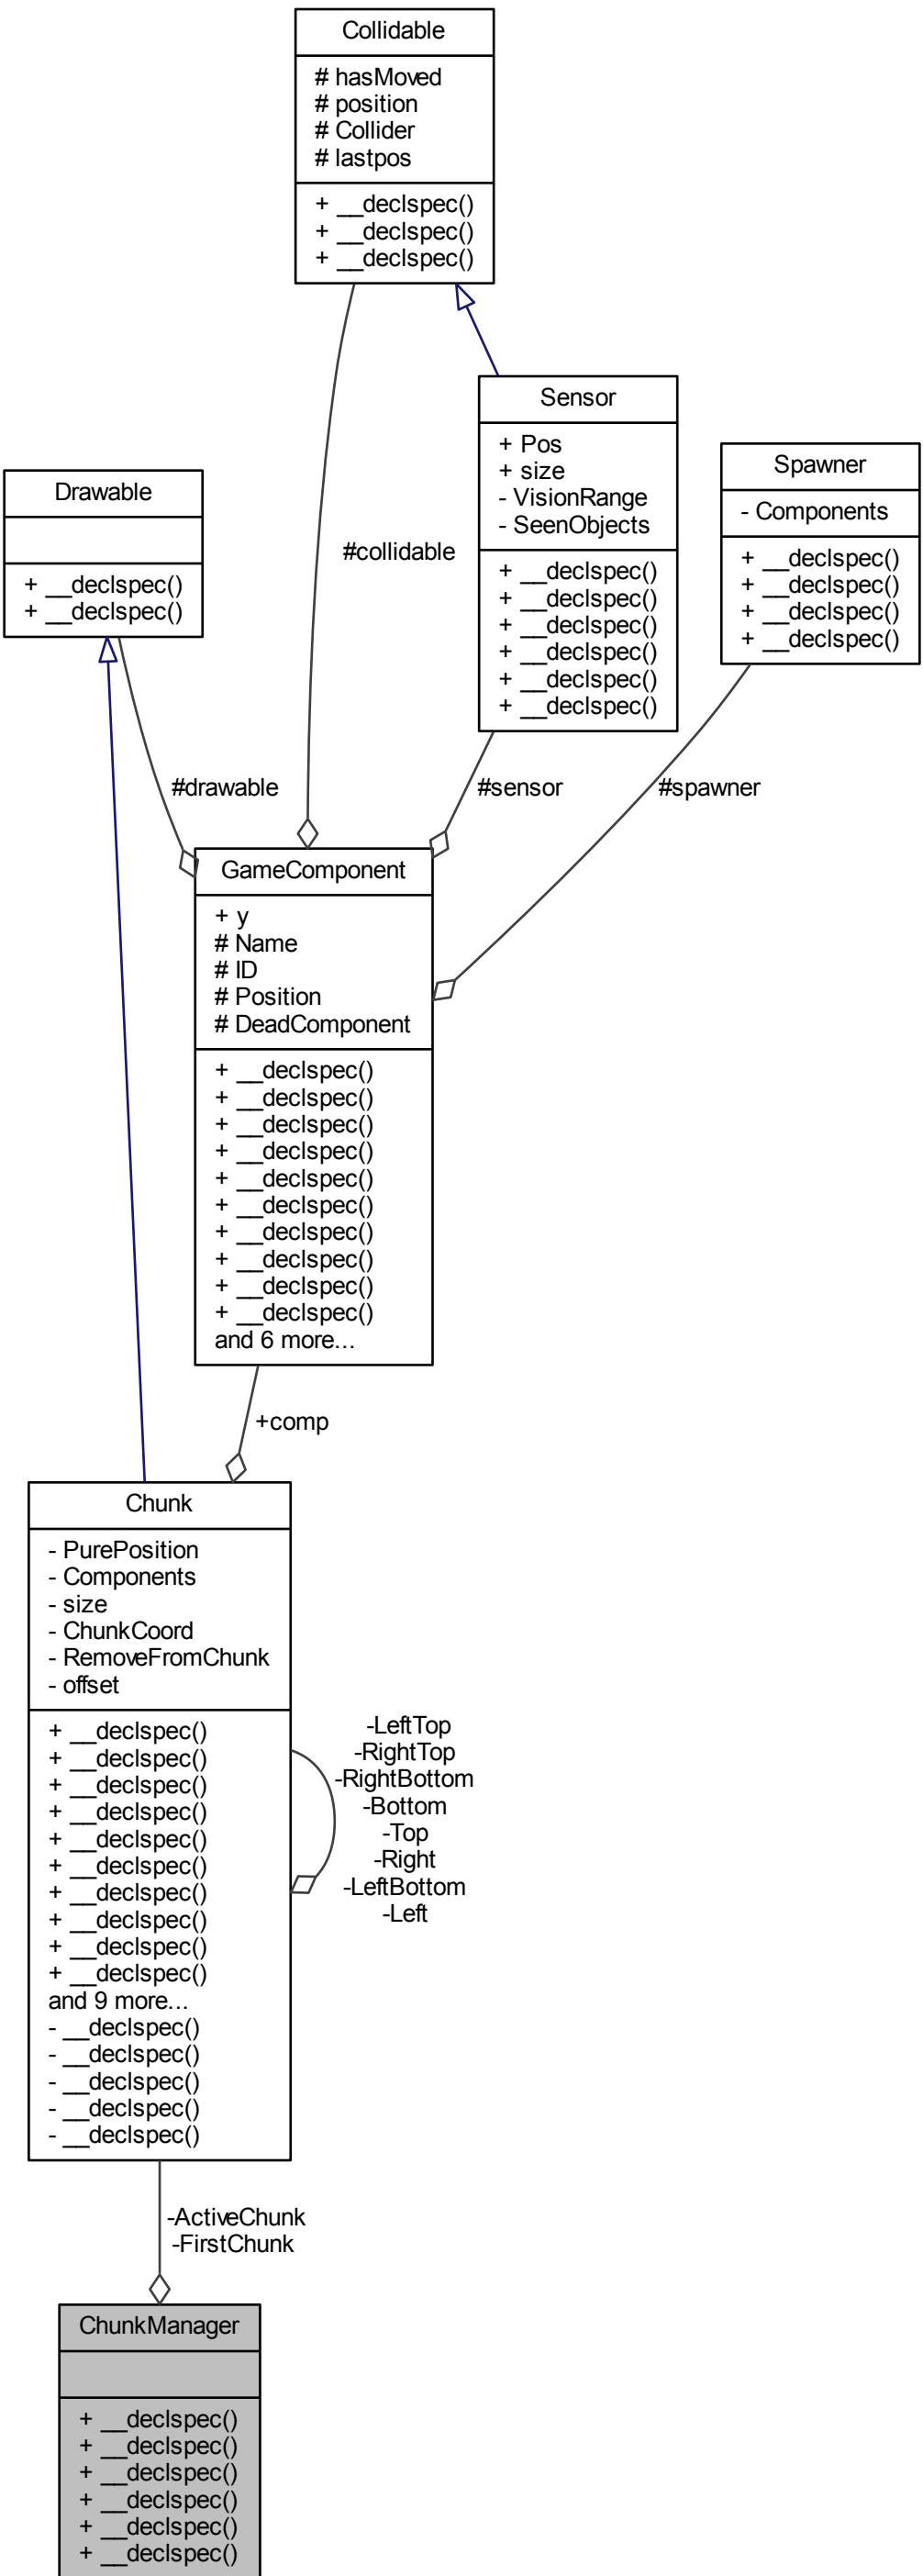 Collidable
# hasMoved
# position
# Collider
# lastpos
+ __declspec()
+ __declspec()
+ __declspec()
Sensor
+ Pos
+ size
- VisionRange
- SeenObjects
+ __declspec()
+ __declspec()
+ __declspec()
+ __declspec()
+ __declspec()
+ __declspec()
Spawner
- Components
+ __declspec()
+ __declspec()
+ __declspec()
+ __declspec()
Drawable
+ __declspec()
+ __declspec()
#collidable
#drawable
#sensor
#spawner
GameComponent
+ y
# Name
# ID
# Position
# DeadComponent
+ __declspec()
+ __declspec()
+ __declspec()
+ __declspec()
+ __declspec()
+ __declspec()
+ __declspec()
+ __declspec()
+ __declspec()
+ __declspec()
and 6 more...
+comp
Chunk
- PurePosition
- Components
- size
- ChunkCoord
- RemoveFromChunk
- offset
+ __declspec()
+ __declspec()
+ __declspec()
+ __declspec()
+ __declspec()
+ __declspec()
+ __declspec()
+ __declspec()
+ __declspec()
+ __declspec()
and 9 more...
- __declspec()
- __declspec()
- __declspec()
- __declspec()
- __declspec()
-LeftTop
-RightTop
-RightBottom
-Bottom
-Top
-Right
-LeftBottom
-Left
-ActiveChunk
-FirstChunk
ChunkManager
+ __declspec()
+ __declspec()
+ __declspec()
+ __declspec()
+ __declspec()
+ __declspec()